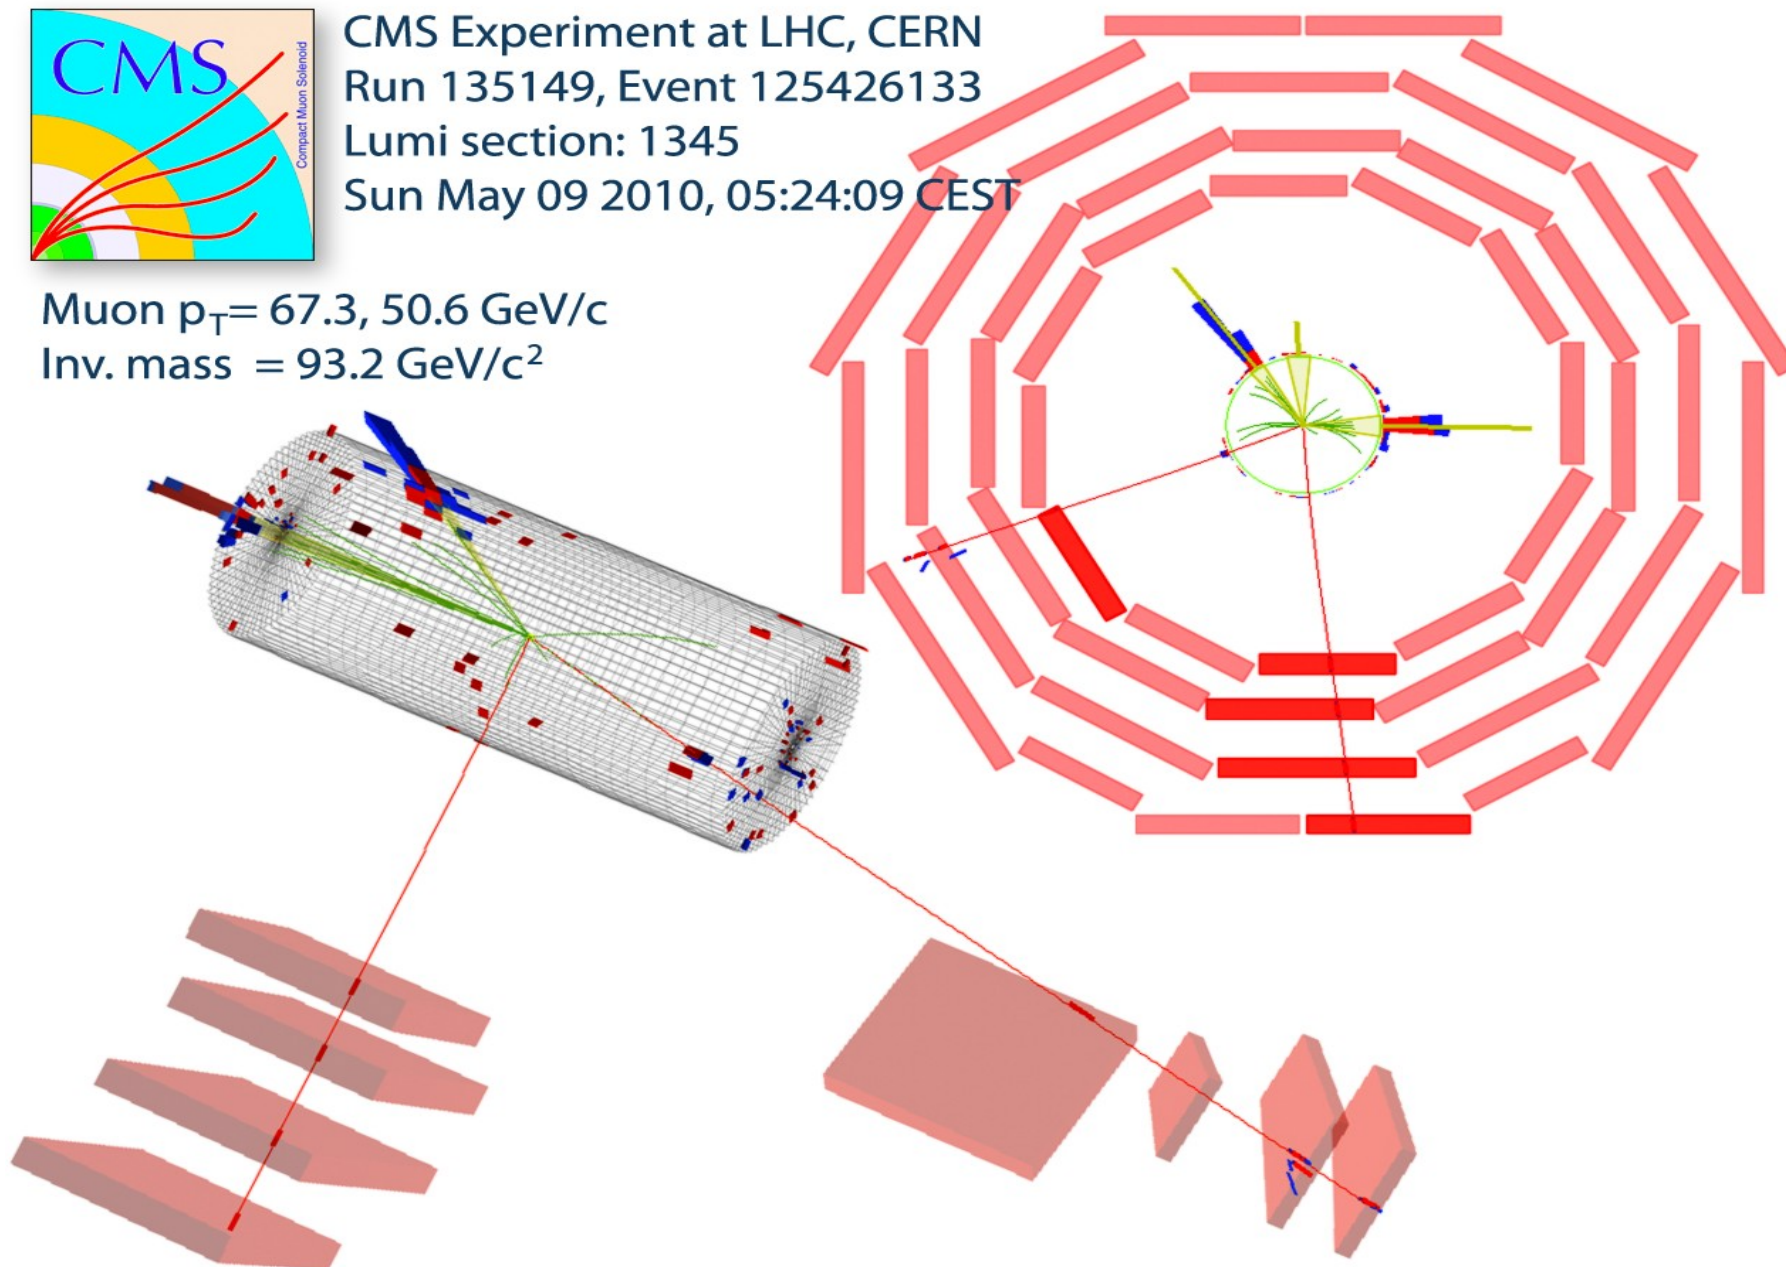 CMS
Compact Muon Solenoid
CMS Experiment at LHC, CERN
Run 135149, Event 125426133
Lumi section: 1345
Sun May 09 2010, 05:24:09 CEST
Muon pT= 67.3, 50.6 GeV/c
Inv. mass = 93.2 GeV/c²